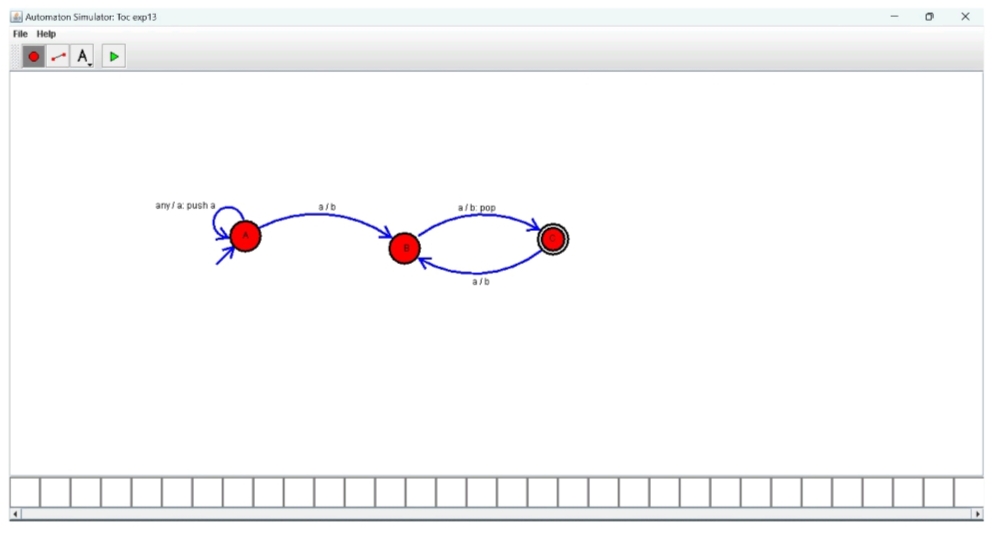 Automaton Simulator: Toc exp13
File Help
A
any / a: push a
a / b
a / b: pop
A
B
C
a / b